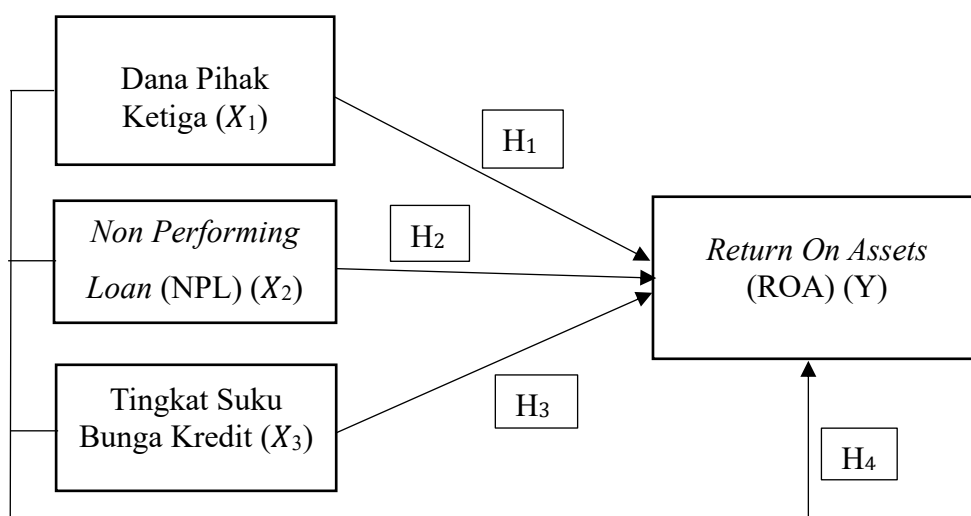 Dana Pihak
Ketiga (X₁)
H₁
Non Performing
Loan (NPL) (X₂)
H₂
Return On Assets
(ROA) (Y)
Tingkat Suku
Bunga Kredit (X₃)
H₃
H₄